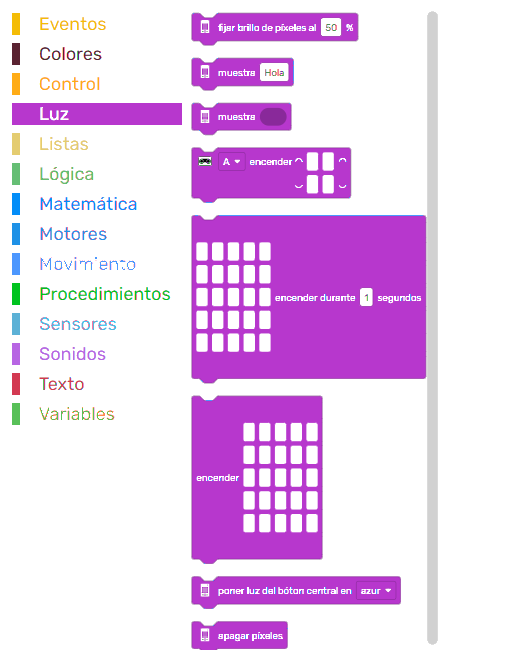 Eventos
Colores
Control
Luz
Listas
Lógica
Matemática
Motores
Movimiento
Procedimientos
Sensores
Sonidos
Texto
Variables
fijar brillo de píxeles al 50 %
muestra Hola
muestra
A encender
encender durante 1 segundos
encender
poner luz del bóton central en azur
apagar píxeles